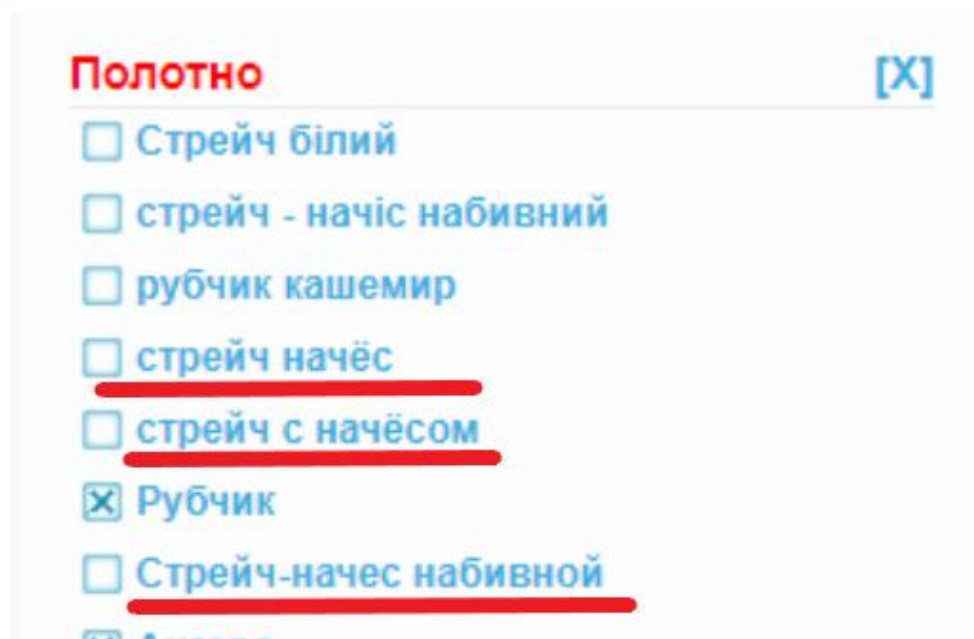 Полотно [X]
Стрейч білий
стрейч - начіс набивний
рубчик кашемир
стрейч начёс
стрейч с начёсом
Рубчик
Стрейч-начес набивной